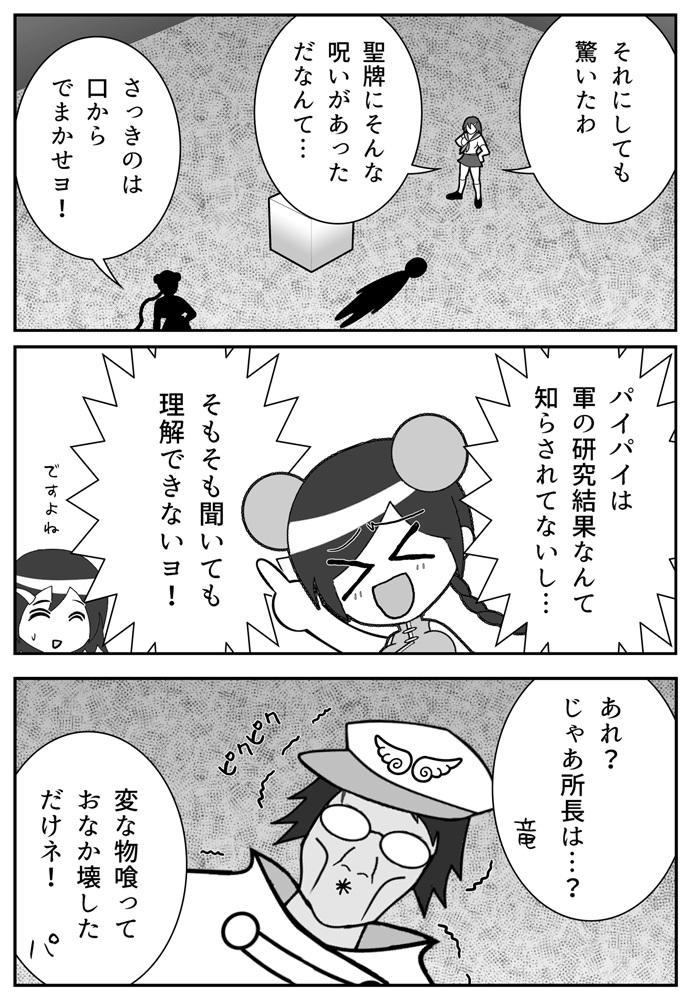 それにしても
驚いたわ
聖牌にそんな
呪いがあった
だなんて…
さっきのは
口から
でまかせヨ！
パイパイは
軍の研究結果なんて
知らされてないし…
そもそも聞いても
理解できないヨ！
ですよね
あれ？
じゃあ所長は…？
竜
ピクピク
変な物喰って
おなか壊した
だけネ！
パ